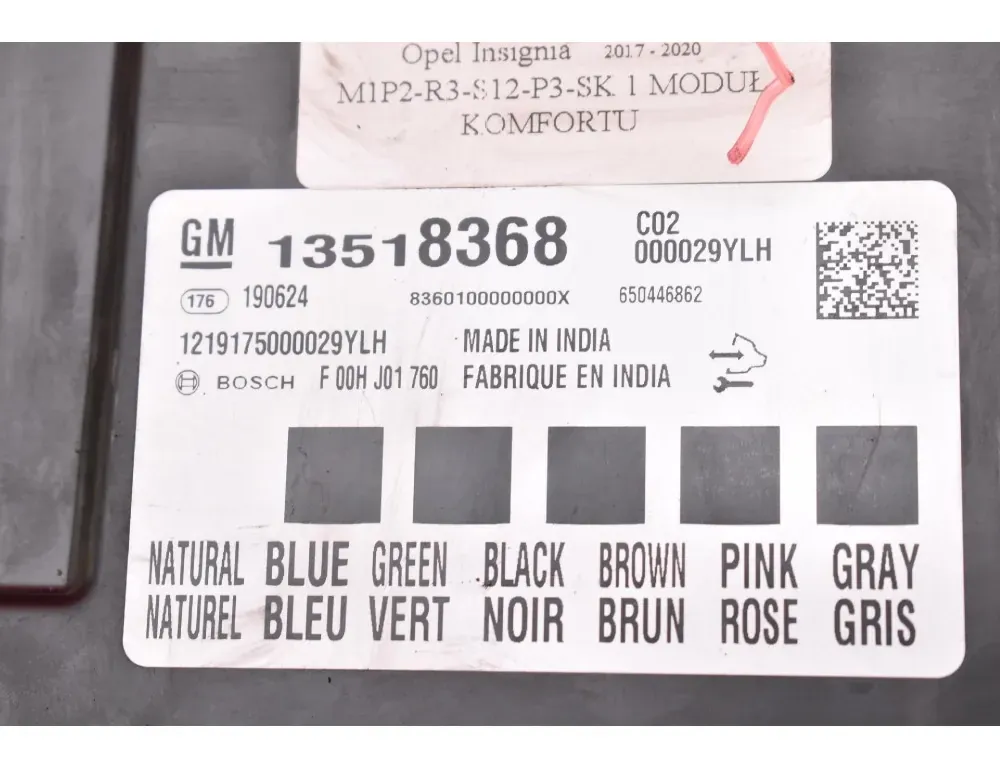 Opel Insignia 2017 - 2020
M1P2-R3-S12-P3-SK. 1 MODUŁ
KOMFORTU
GM 13518368 C02
000029YLH
176 190624 8360100000000X 650446862
1219175000029YLH MADE IN INDIA
BOSCH F 00H J01 760 FABRIQUE EN INDIA
NATURAL BLUE GREEN BLACK BROWN PINK GRAY
NATUREL BLEU VERT NOIR BRUN ROSE GRIS